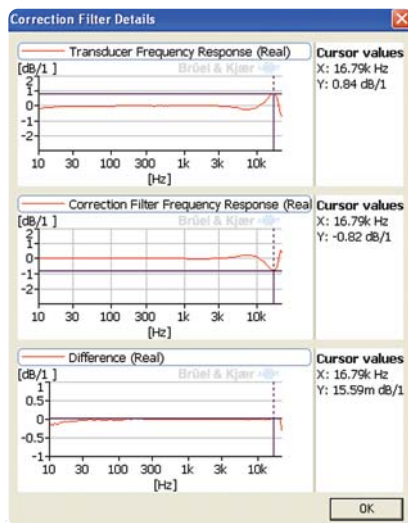 Correction Filter Details
Transducer Frequency Response (Real)
[dB/1 ]
Brüel & Kjær
2
1
0
-1
-2
10 30 100 300 1k 3k 10k
[Hz]
Cursor values
X: 16.79k Hz
Y: 0.84 dB/1
Correction Filter Frequency Response (Real
[dB/1 ]
Brüel & Kjær
2
1
0
-1
-2
10 30 100 300 1k 3k 10k
[Hz]
Cursor values
X: 16.79k Hz
Y: -0.82 dB/1
Difference (Real)
[dB/1 ]
Brüel & Kjær
1
0.5
0
-0.5
-1
10 30 100 300 1k 3k 10k
[Hz]
Cursor values
X: 16.79k Hz
Y: 15.59m dB/1
OK